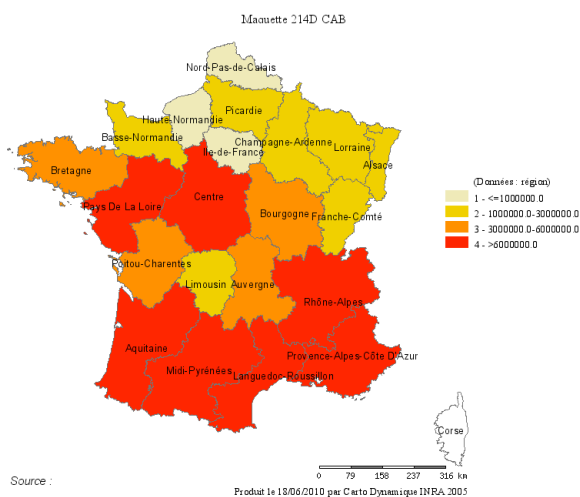 Maquette 214D CAB
Nord-Pas-de-Calais
Picardie
Haute-Normandie
Basse-Normandie
Champagne-Ardenne
Ile-de-France
Lorraine
Alsace
Bretagne
Pays De La Loire
Centre
Bourgogne
Franche-Comté
Poitou-Charentes
Limousin
Auvergne
Rhône-Alpes
Aquitaine
Midi-Pyrénées
Languedoc-Roussillon
Provence-Alpes-Côte D'Azur
Corse
(Données : région)
1 - <=1000000.0
2 - 1000000.0-3000000.0
3 - 3000000.0-6000000.0
4 - >6000000.0
0 79 158 237 316 km
Source :
Produit le 18/06/2010 par Carto Dynamique INRA 2005